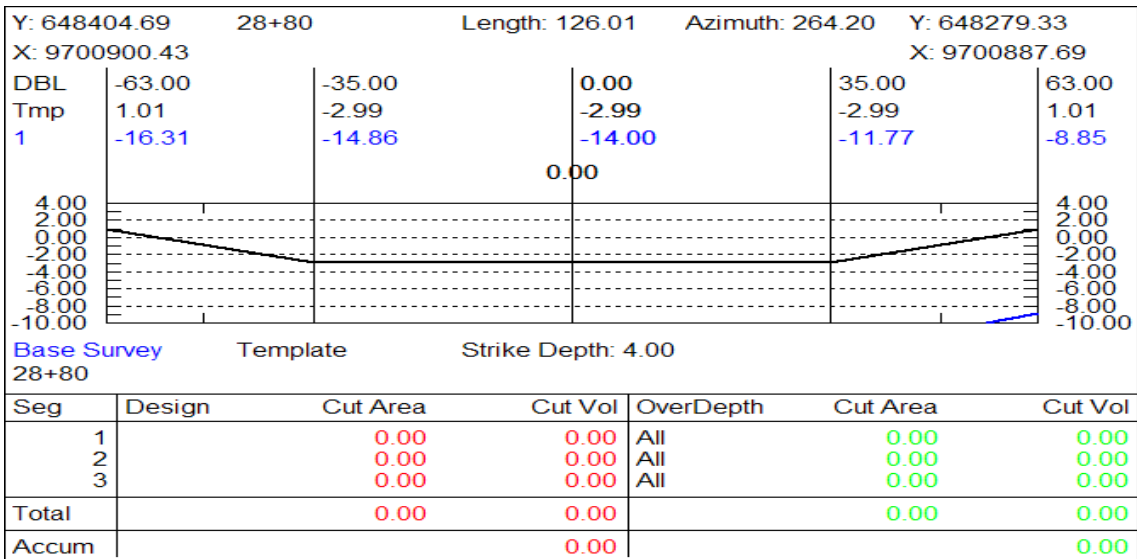 Y: 648404.69 28+80 Length: 126.01 Azimuth: 264.20 Y: 648279.33
X: 9700900.43 X: 9700887.69
DBL -63.00 -35.00 0.00 35.00 63.00
Tmp 1.01 -2.99 -2.99 -2.99 1.01
1 -16.31 -14.86 -14.00 -11.77 -8.85
0.00
4.00 4.00
2.00 2.00
0.00 0.00
-2.00 -2.00
-4.00 -4.00
-6.00 -6.00
-8.00 -8.00
-10.00 -10.00
Base Survey Template Strike Depth: 4.00
28+80
Seg Design Cut Area Cut Vol OverDepth Cut Area Cut Vol
1 0.00 0.00 All 0.00 0.00
2 0.00 0.00 All 0.00 0.00
3 0.00 0.00 All 0.00 0.00
Total 0.00 0.00 0.00 0.00
Accum 0.00 0.00